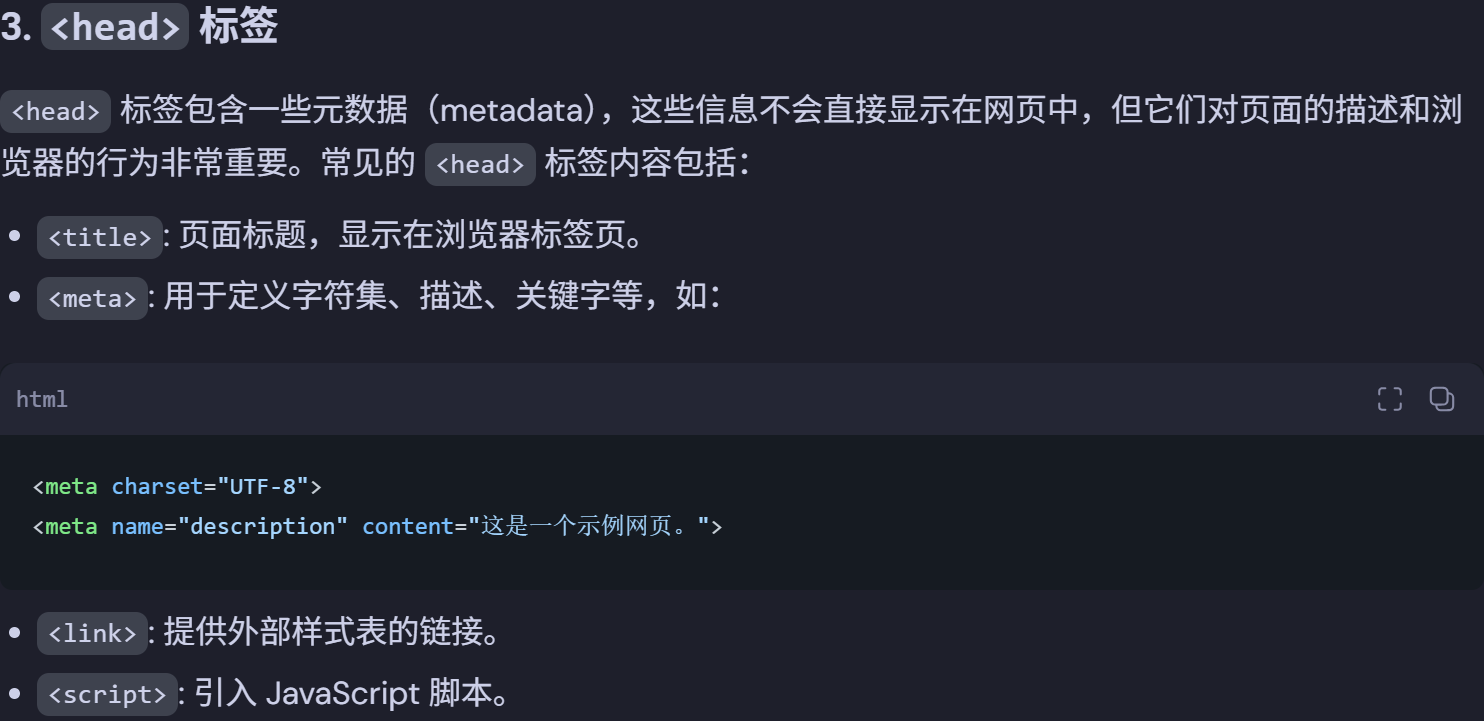 3. <head> 标签
<head> 标签包含一些元数据（metadata），这些信息不会直接显示在网页中，但它们对页面的描述和浏
览器的行为非常重要。常见的 <head> 标签内容包括：
• <title>: 页面标题，显示在浏览器标签页。
• <meta>: 用于定义字符集、描述、关键字等，如：
html
<meta charset="UTF-8">
<meta name="description" content="这是一个示例网页。">
• <link>: 提供外部样式表的链接。
• <script>: 引入 JavaScript 脚本。